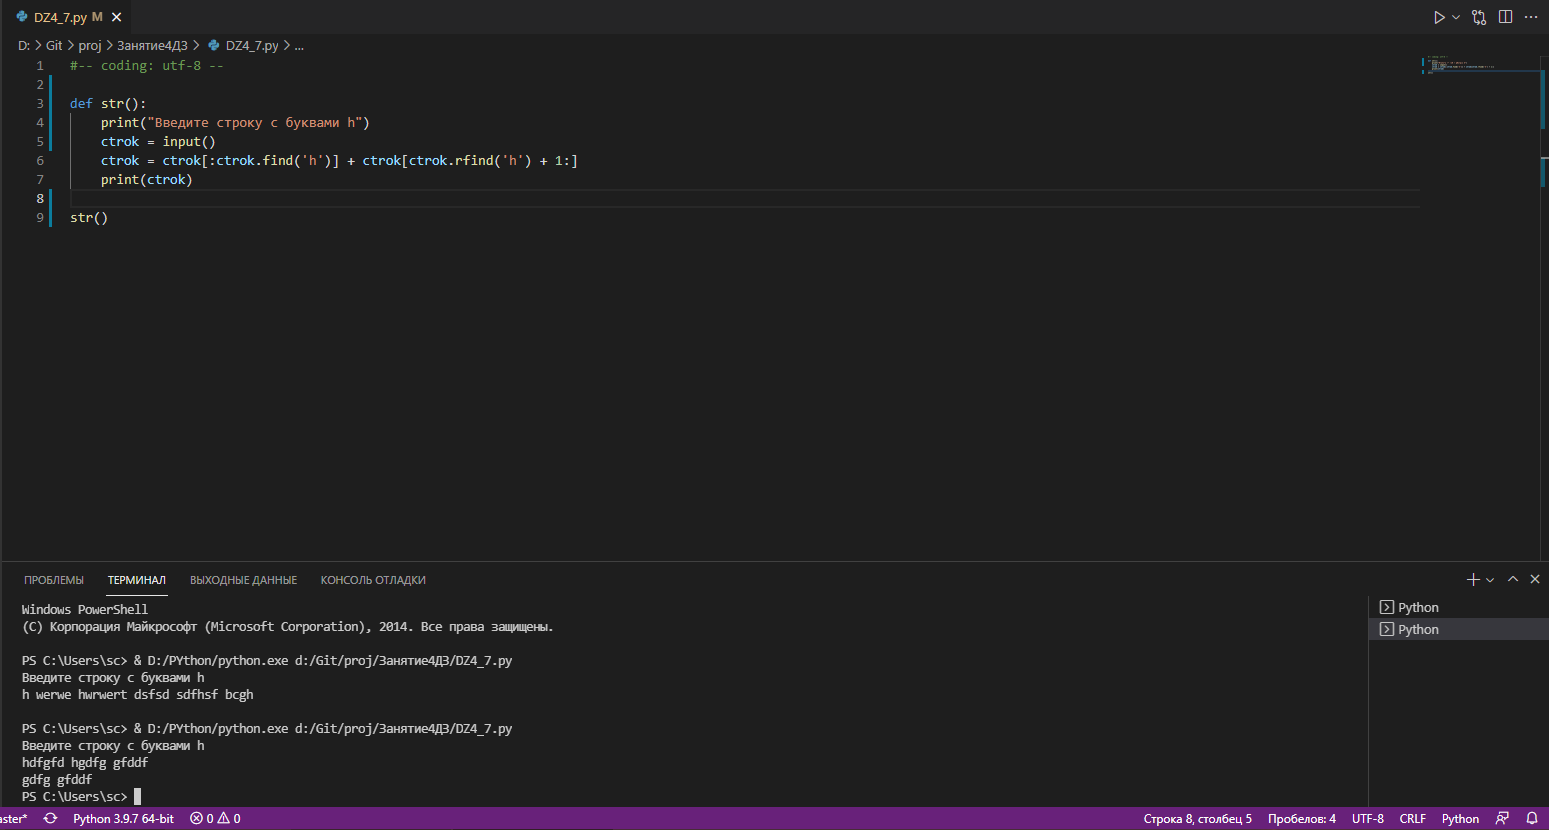 DZ4_7.py M
D: > Git > proj > Занятие4ДЗ > DZ4_7.py > ...
1 #-- coding: utf-8 --
2
3 def str():
4 print("Введите строку с буквами h")
5 ctrok = input()
6 ctrok = ctrok[:ctrok.find('h')] + ctrok[ctrok.rfind('h') + 1:]
7 print(ctrok)
8
9 str()
ПРОБЛЕМЫ ТЕРМИНАЛ ВЫХОДНЫЕ ДАННЫЕ КОНСОЛЬ ОТЛАДКИ
Windows PowerShell
(C) Корпорация Майкрософт (Microsoft Corporation), 2014. Все права защищены.
PS C:\Users\sc> & D:/PYthon/python.exe d:/Git/proj/Занятие4ДЗ/DZ4_7.py
Введите строку с буквами h
h werwe hwrwert dsfsd sdfhsf bcgh
PS C:\Users\sc> & D:/PYthon/python.exe d:/Git/proj/Занятие4ДЗ/DZ4_7.py
Введите строку с буквами h
hdfgfd hgdfg gfddf
gdfg gfddf
PS C:\Users\sc>
Python
Python
aster* Python 3.9.7 64-bit 0 0 Строка 8, столбец 5 Пробелов: 4 UTF-8 CRLF Python